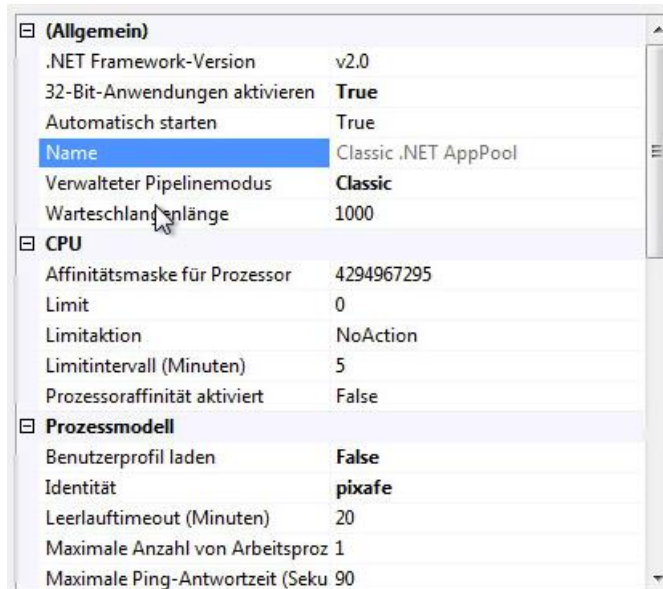 (Allgemein)
.NET Framework-Version v2.0
32-Bit-Anwendungen aktivieren True
Automatisch starten True
Name Classic .NET AppPool
Verwalteter Pipelinemodus Classic
Warteschlangenlänge 1000
CPU
Affinitätsmaske für Prozessor 4294967295
Limit 0
Limitaktion NoAction
Limitintervall (Minuten) 5
Prozessoraffinität aktiviert False
Prozessmodell
Benutzerprofil laden False
Identität pixafe
Leerlauftimeout (Minuten) 20
Maximale Anzahl von Arbeitsproz 1
Maximale Ping-Antwortzeit (Seku 90